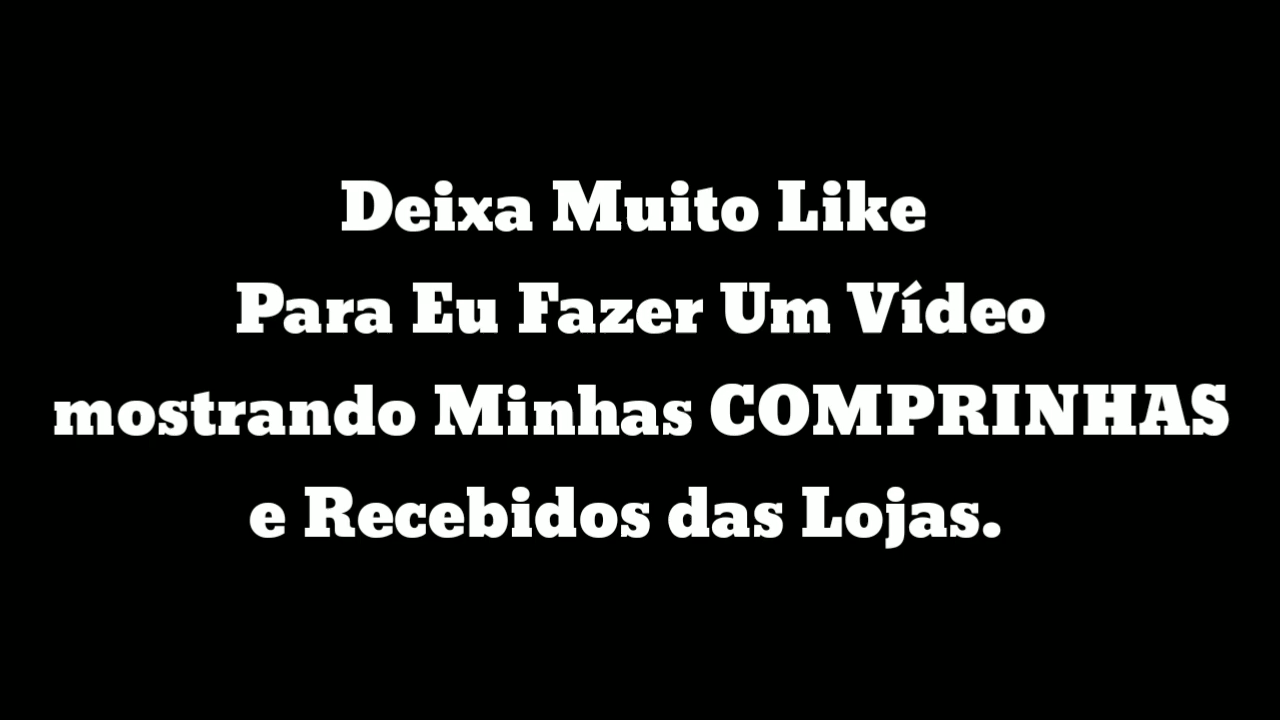 Deixa Muito Like
Para Eu Fazer Um Vídeo
mostrando Minhas COMPRINHAS
e Recebidos das Lojas.